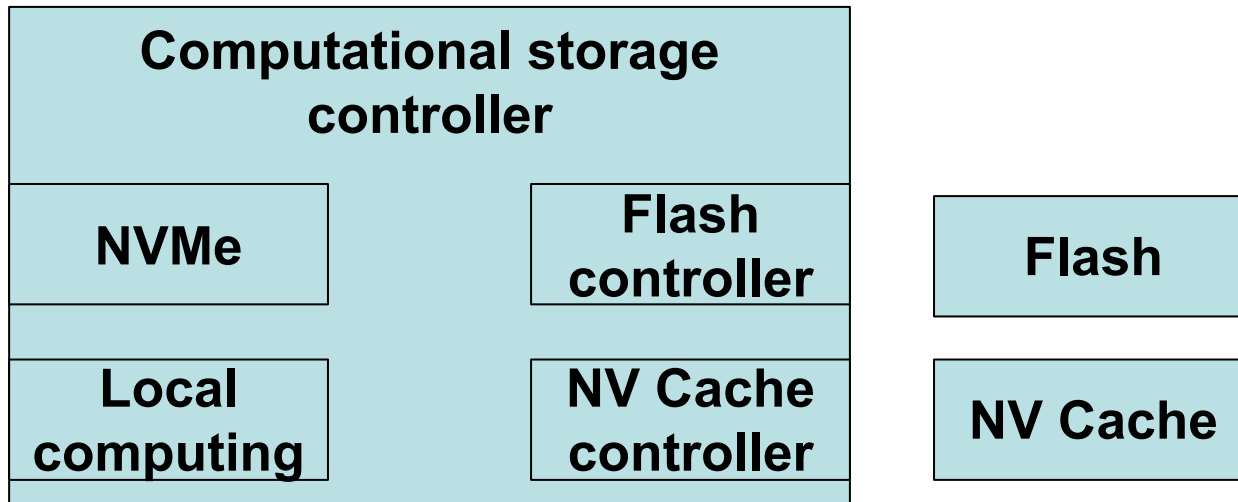 Computational storage
controller
NVMe
Flash
controller
Flash
Local
computing
NV Cache
controller
NV Cache